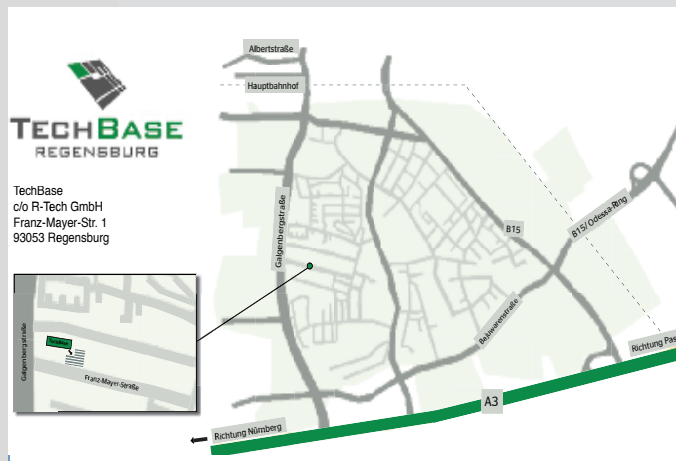 Albertstraße
Hauptbahnhof
TECHBASE
REGENSBURG
TechBase
c/o R-Tech GmbH
Franz-Mayer-Str. 1
93053 Regensburg
Galgenbergstraße
B15
B15/ Odessa-Ring
Galgenbergstraße
TechBase
Franz-Mayer-Straße
Bajuwarenstraße
Richtung Pas
A3
Richtung Nürnberg